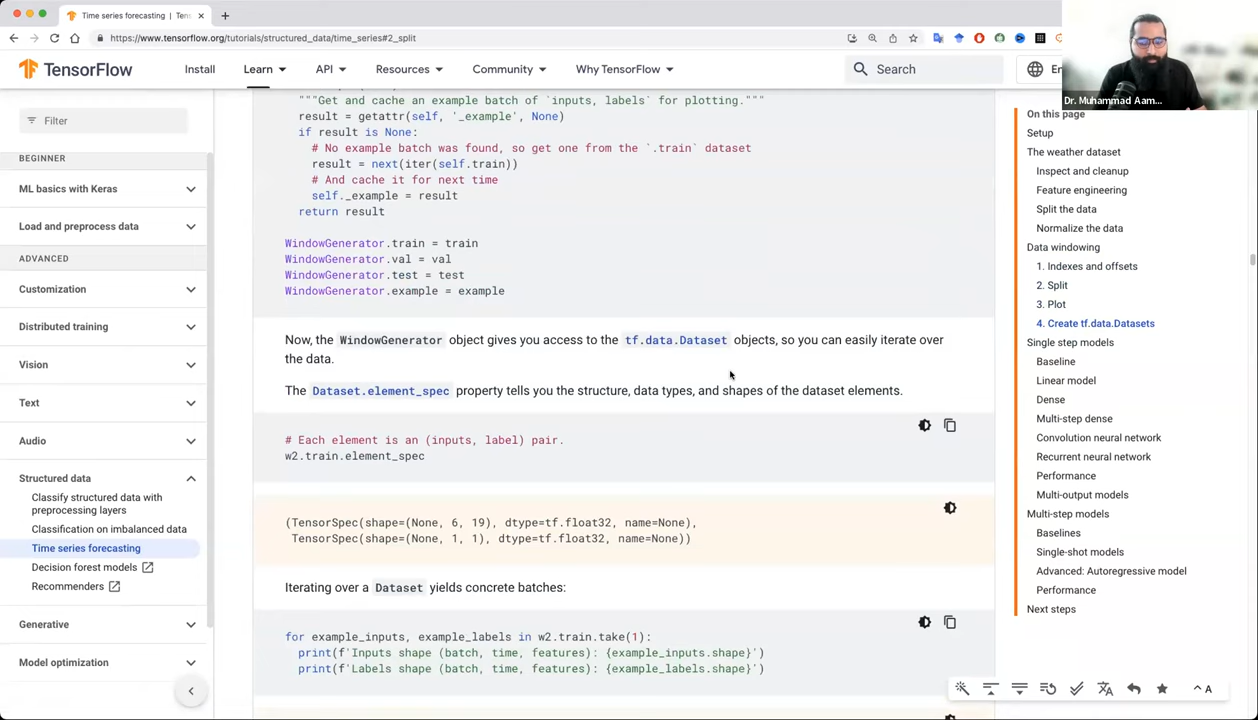 Time series forecasting | Tens
https://www.tensorflow.org/tutorials/structured_data/time_series#2_split
TensorFlow
Install
Learn
API
Resources
Community
Why TensorFlow
Search
Dr. Muhammad Aam...
Filter
BEGINNER
ML basics with Keras
Load and preprocess data
ADVANCED
Customization
Distributed training
Vision
Text
Audio
Structured data
Classify structured data with
preprocessing layers
Classification on imbalanced data
Time series forecasting
Decision forest models
Recommenders
Generative
Model optimization
"""Get and cache an example batch of `inputs, labels` for plotting."""
result = getattr(self, '_example', None)
if result is None:
# No example batch was found, so get one from the `.train` dataset
result = next(iter(self.train))
# And cache it for next time
self._example = result
return result
WindowGenerator.train = train
WindowGenerator.val = val
WindowGenerator.test = test
WindowGenerator.example = example
Now, the WindowGenerator object gives you access to the tf.data.Dataset objects, so you can easily iterate over
the data.
The Dataset.element_spec property tells you the structure, data types, and shapes of the dataset elements.
# Each element is an (inputs, label) pair.
w2.train.element_spec
(TensorSpec(shape=(None, 6, 19), dtype=tf.float32, name=None),
TensorSpec(shape=(None, 1, 1), dtype=tf.float32, name=None))
Iterating over a Dataset yields concrete batches:
for example_inputs, example_labels in w2.train.take(1):
print(f'Inputs shape (batch, time, features): {example_inputs.shape}')
print(f'Labels shape (batch, time, features): {example_labels.shape}')
On this page
Setup
The weather dataset
Inspect and cleanup
Feature engineering
Split the data
Normalize the data
Data windowing
1. Indexes and offsets
2. Split
3. Plot
4. Create tf.data.Datasets
Single step models
Baseline
Linear model
Dense
Multi-step dense
Convolution neural network
Recurrent neural network
Performance
Multi-output models
Multi-step models
Baselines
Single-shot models
Advanced: Autoregressive model
Performance
Next steps
A